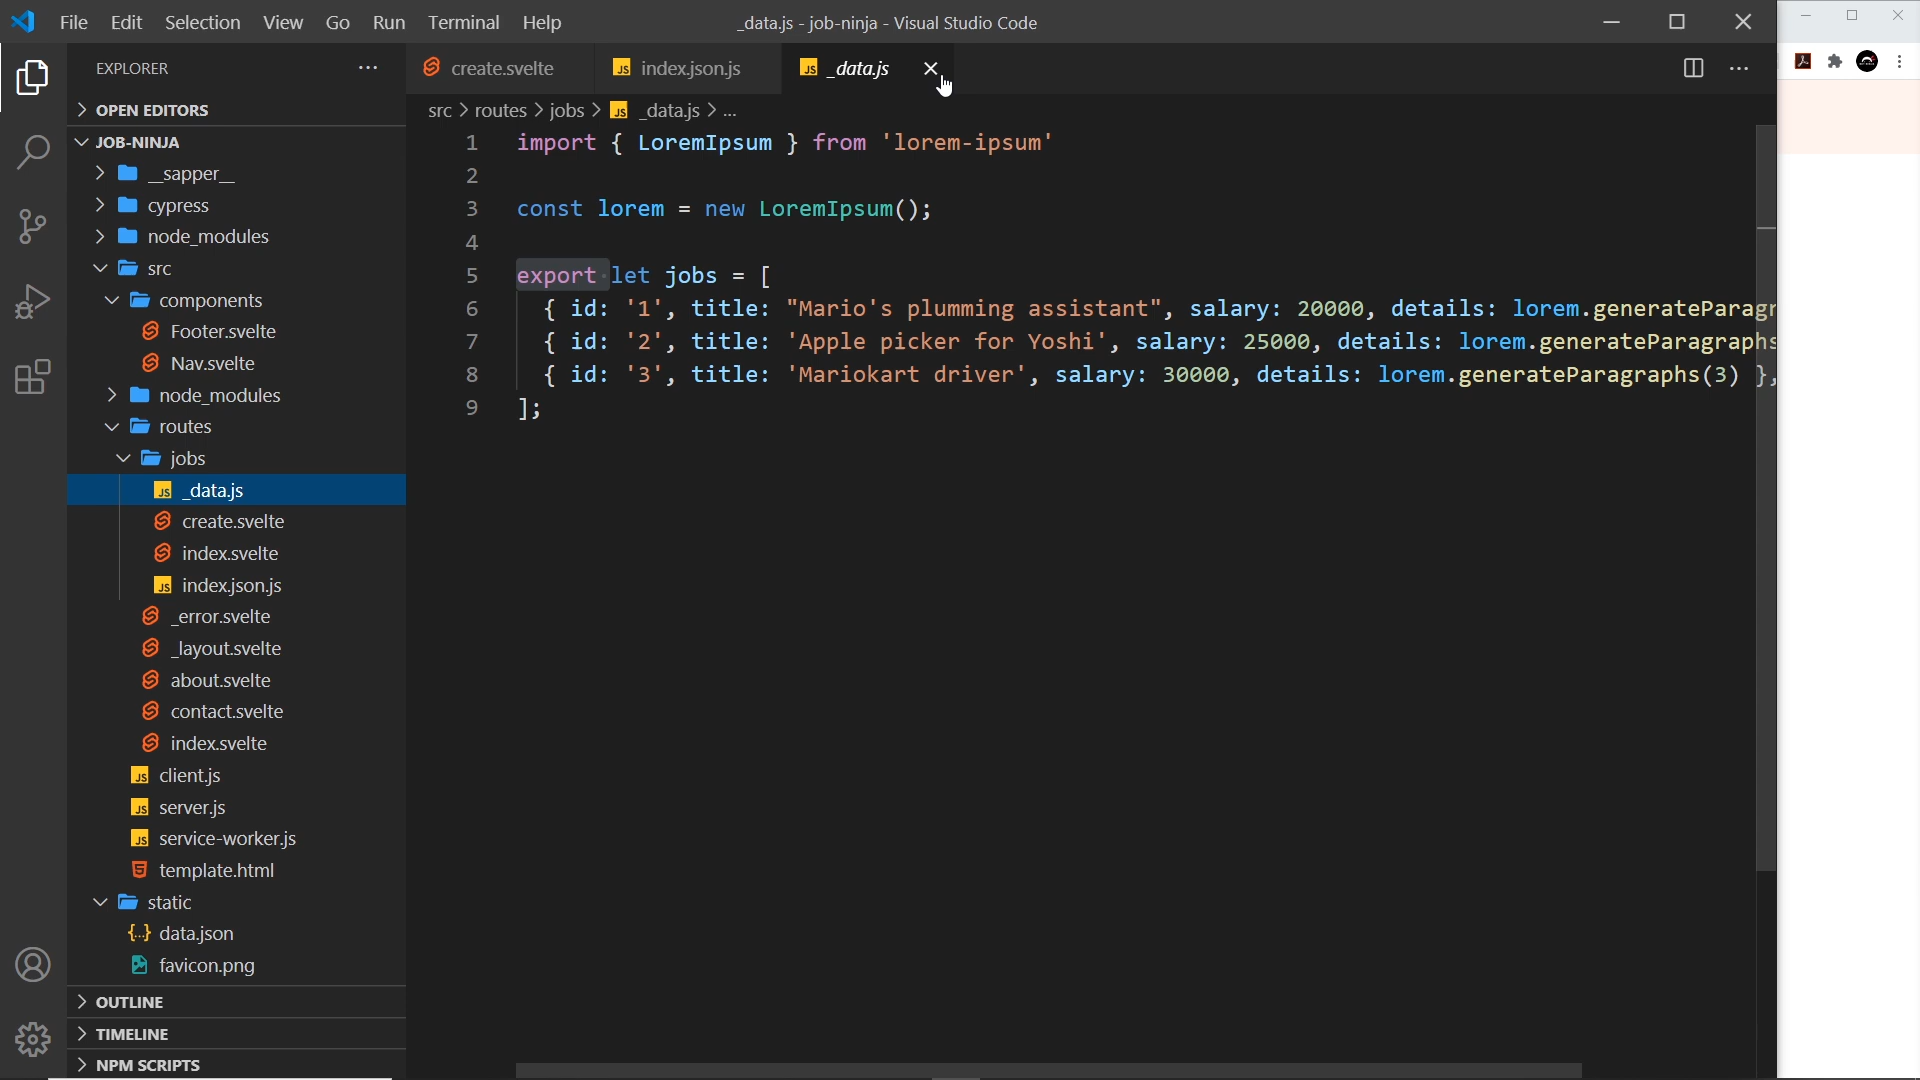 File Edit Selection View Go Run Terminal Help
_data.js - job-ninja - Visual Studio Code
EXPLORER
OPEN EDITORS
JOB-NINJA
__sapper__
cypress
node_modules
src
components
Footer.svelte
Nav.svelte
node_modules
routes
jobs
_data.js
create.svelte
index.svelte
index.json.js
_error.svelte
_layout.svelte
about.svelte
contact.svelte
index.svelte
client.js
server.js
service-worker.js
template.html
static
data.json
favicon.png
OUTLINE
TIMELINE
NPM SCRIPTS
create.svelte index.json.js _data.js
src > routes > jobs > JS _data.js > ...
1 import { LoremIpsum } from 'lorem-ipsum'
2
3 const lorem = new LoremIpsum();
4
5 export let jobs = [
6 { id: '1', title: "Mario's plumming assistant", salary: 20000, details: lorem.generateParagr
7 { id: '2', title: 'Apple picker for Yoshi', salary: 25000, details: lorem.generateParagraphs
8 { id: '3', title: 'Mariokart driver', salary: 30000, details: lorem.generateParagraphs(3) },
9 ];